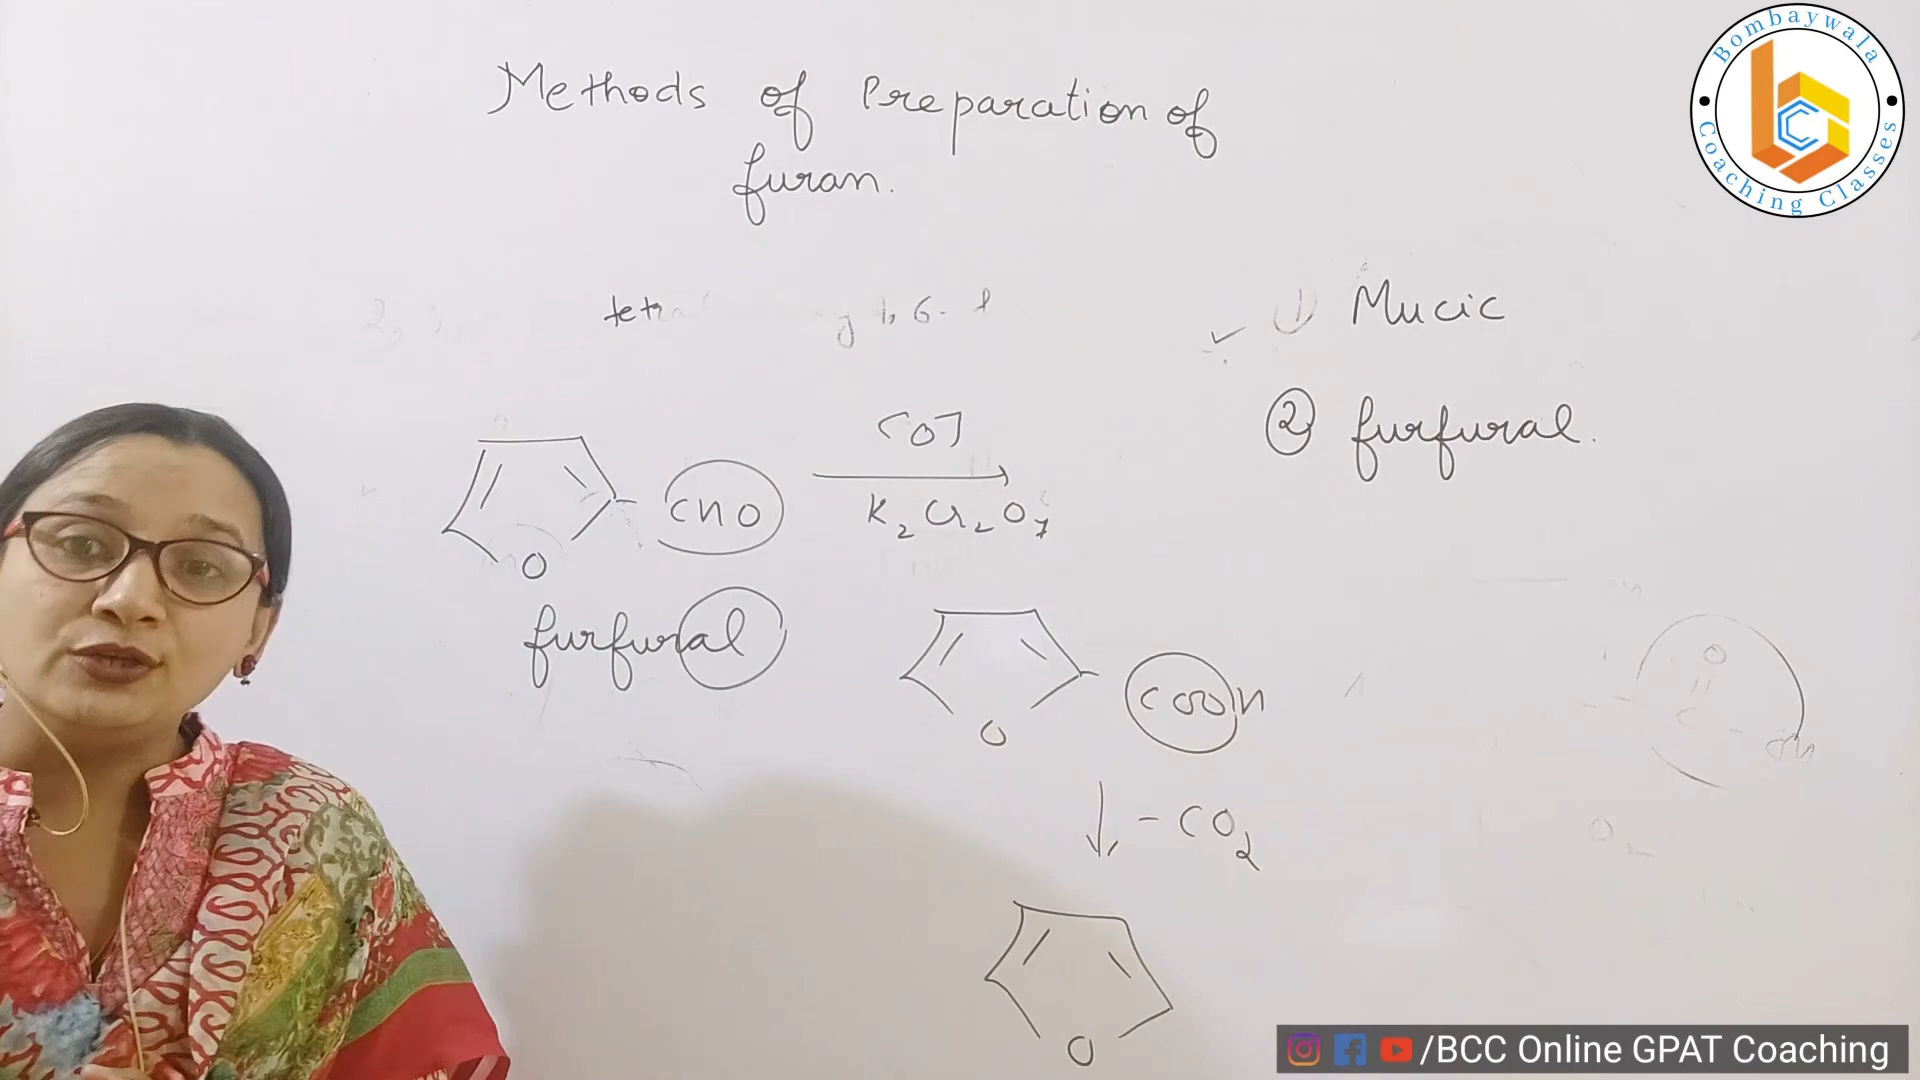 Methods of Preparation of
furan.
Bombaywala
Coaching Classes
1) Mucic
② furfural.
CHO
[O]
K2Cr2O7
O
furfural
COOH
O
- CO2
O
O
C
OH
/BCC Online GPAT Coaching